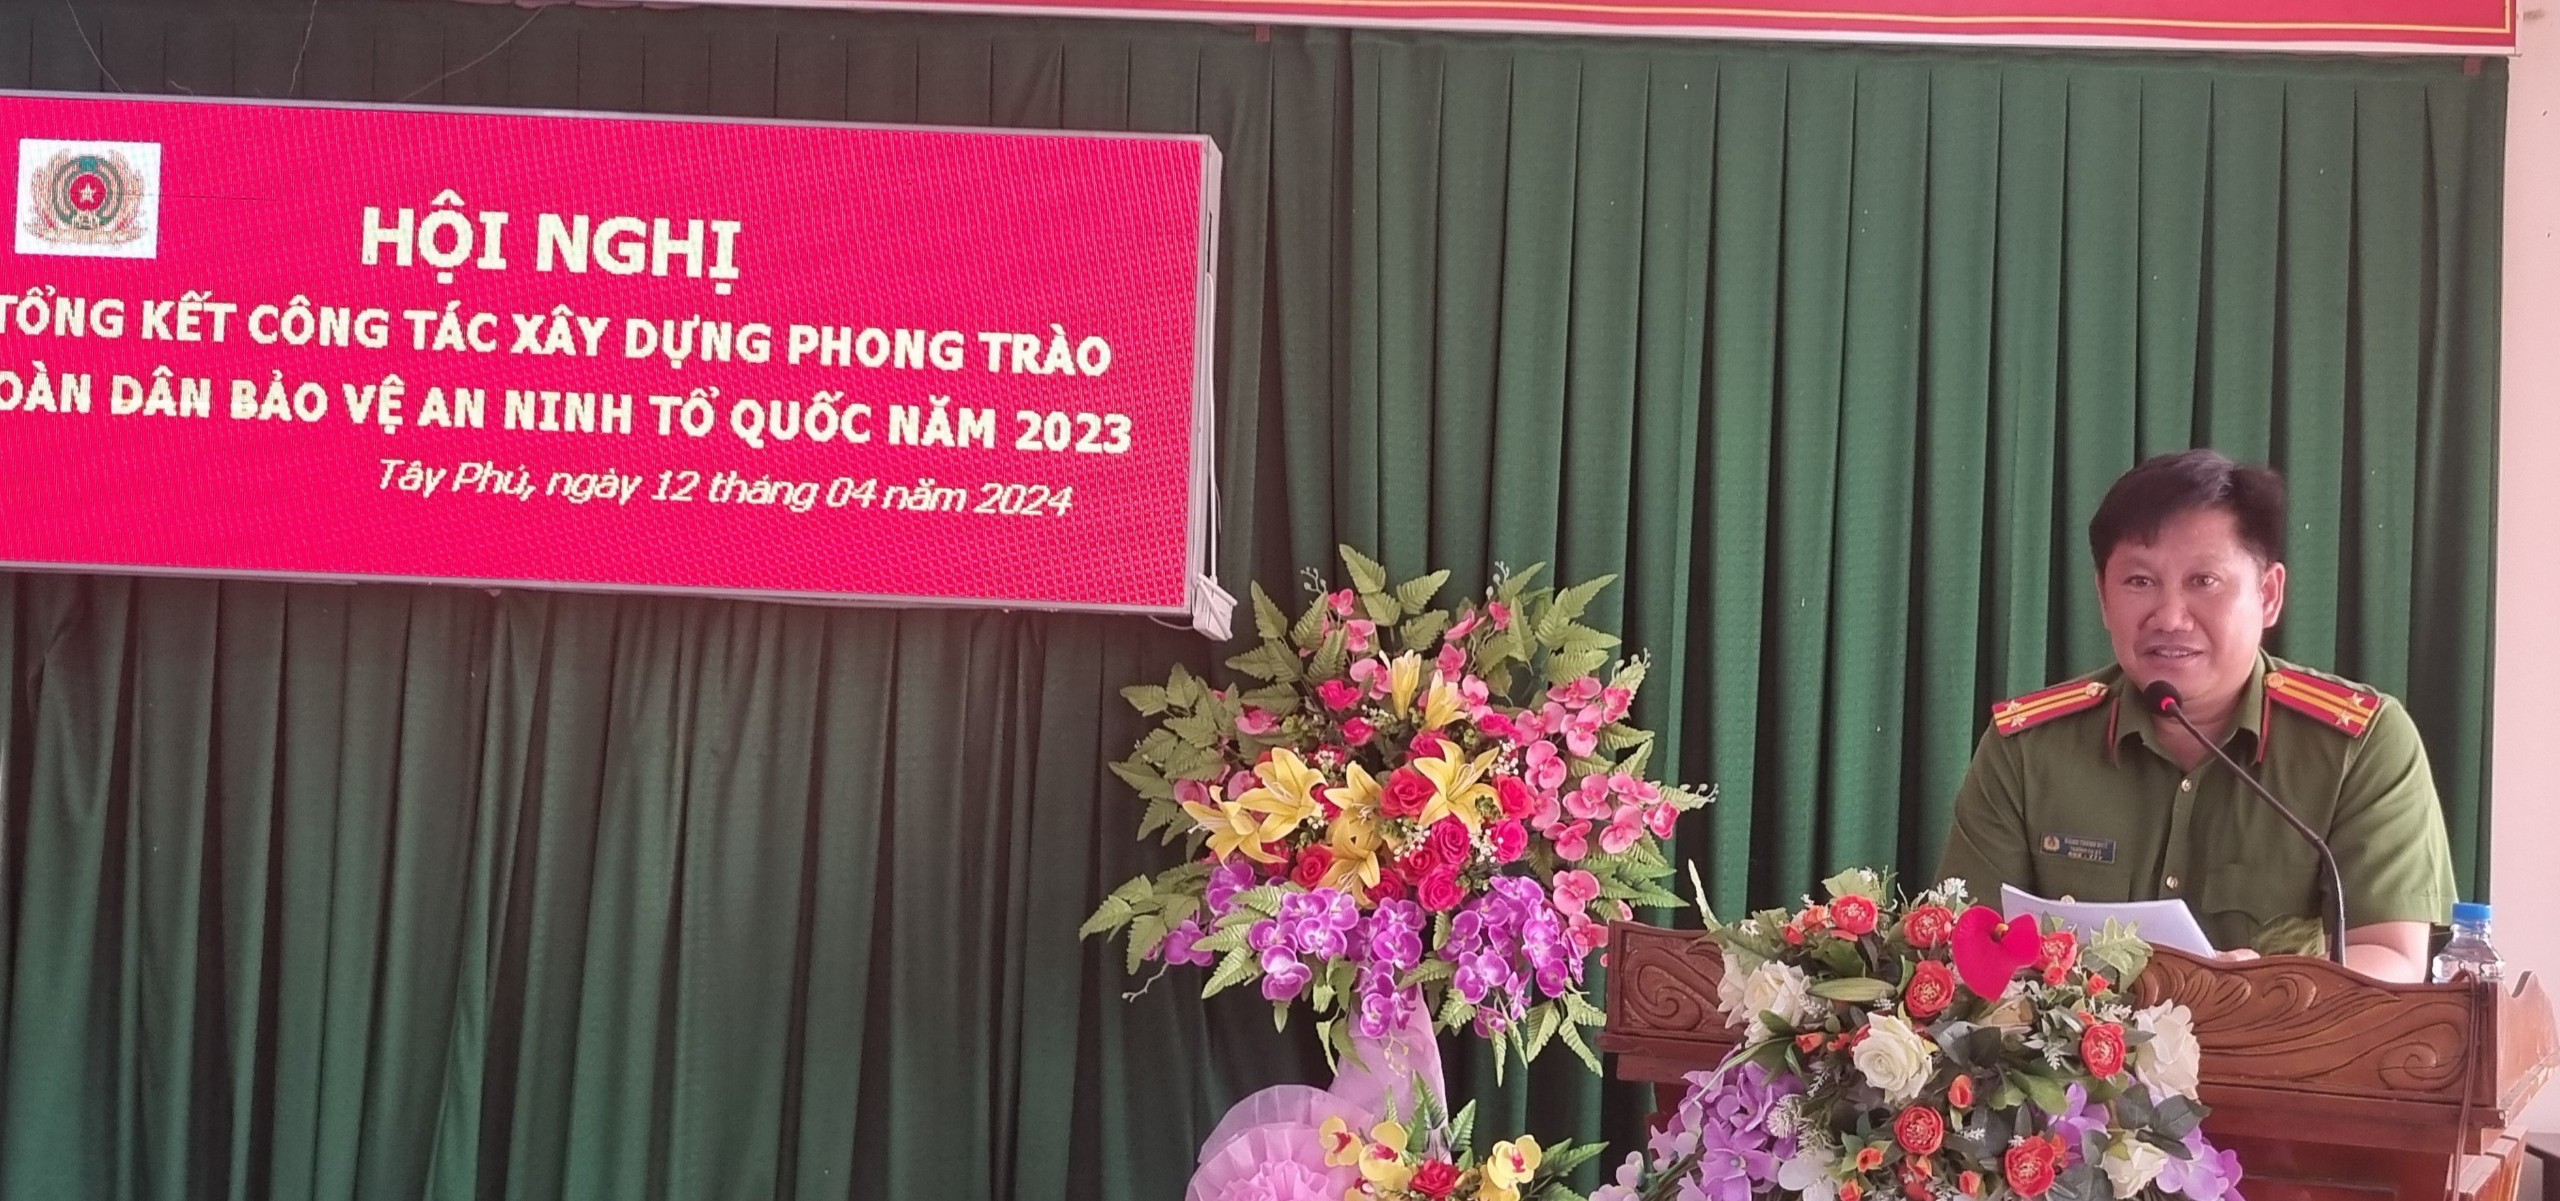 HỘI NGHỊ
TỔNG KẾT CÔNG TÁC XÂY DỰNG PHONG TRÀO
OÀN DÂN BẢO VỆ AN NINH TỔ QUỐC NĂM 2023
Tây Phú, ngày 12 tháng 04 năm 2024